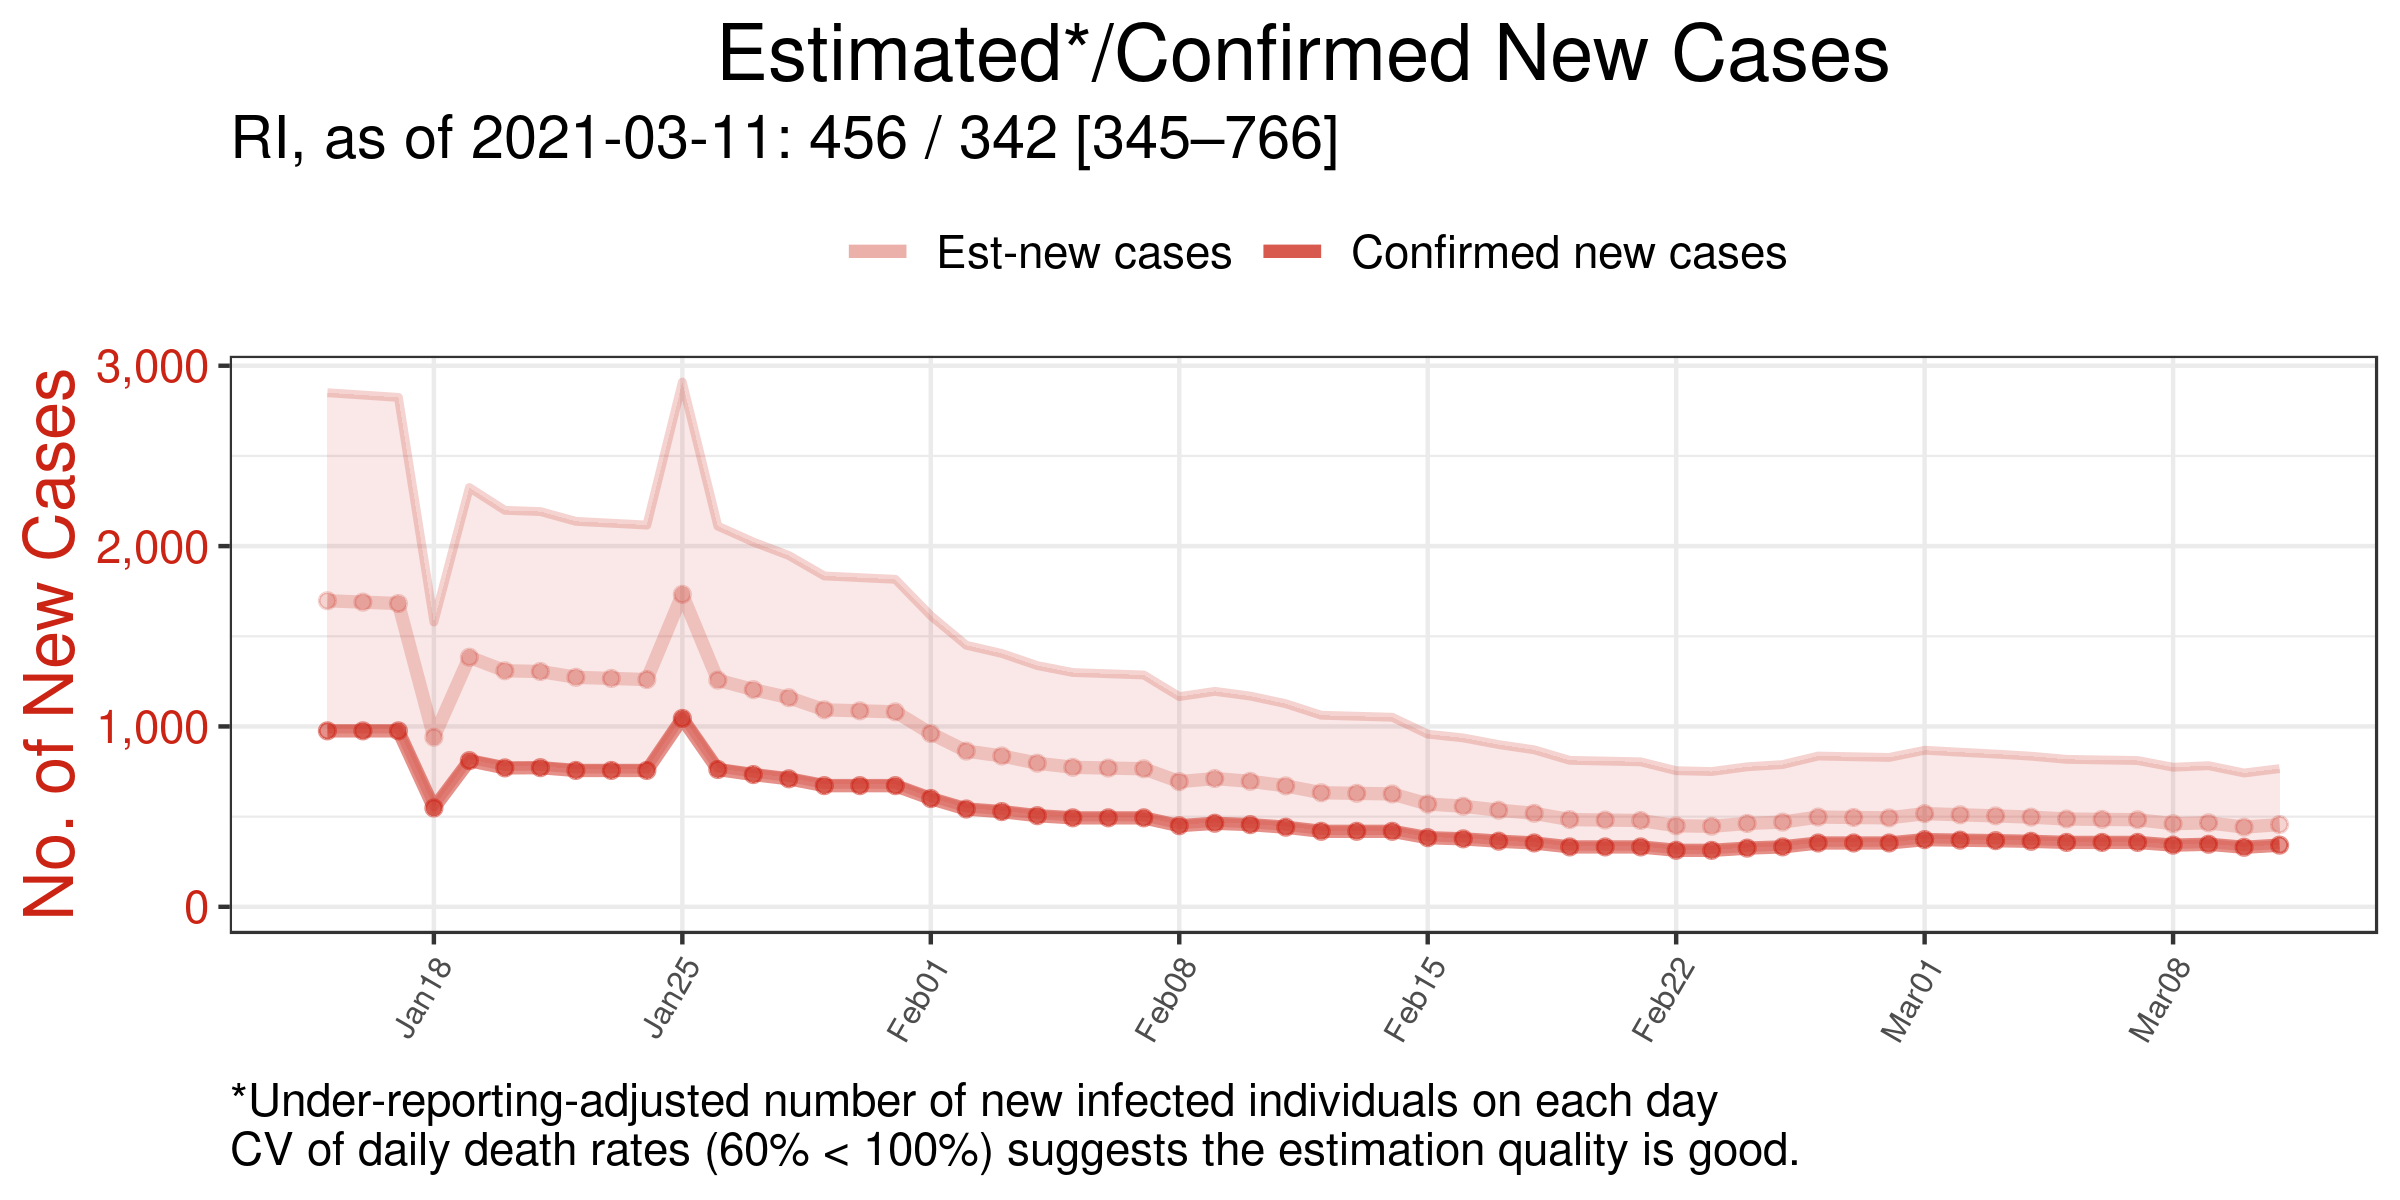 Estimated*/Confirmed New Cases
RI, as of 2021-03-11: 456 / 342 [345–766]
Est-new cases
Confirmed new cases
No. of New Cases
3,000
2,000
1,000
0
Jan18
Jan25
Feb01
Feb08
Feb15
Feb22
Mar01
Mar08
*Under-reporting-adjusted number of new infected individuals on each day
CV of daily death rates (60% < 100%) suggests the estimation quality is good.